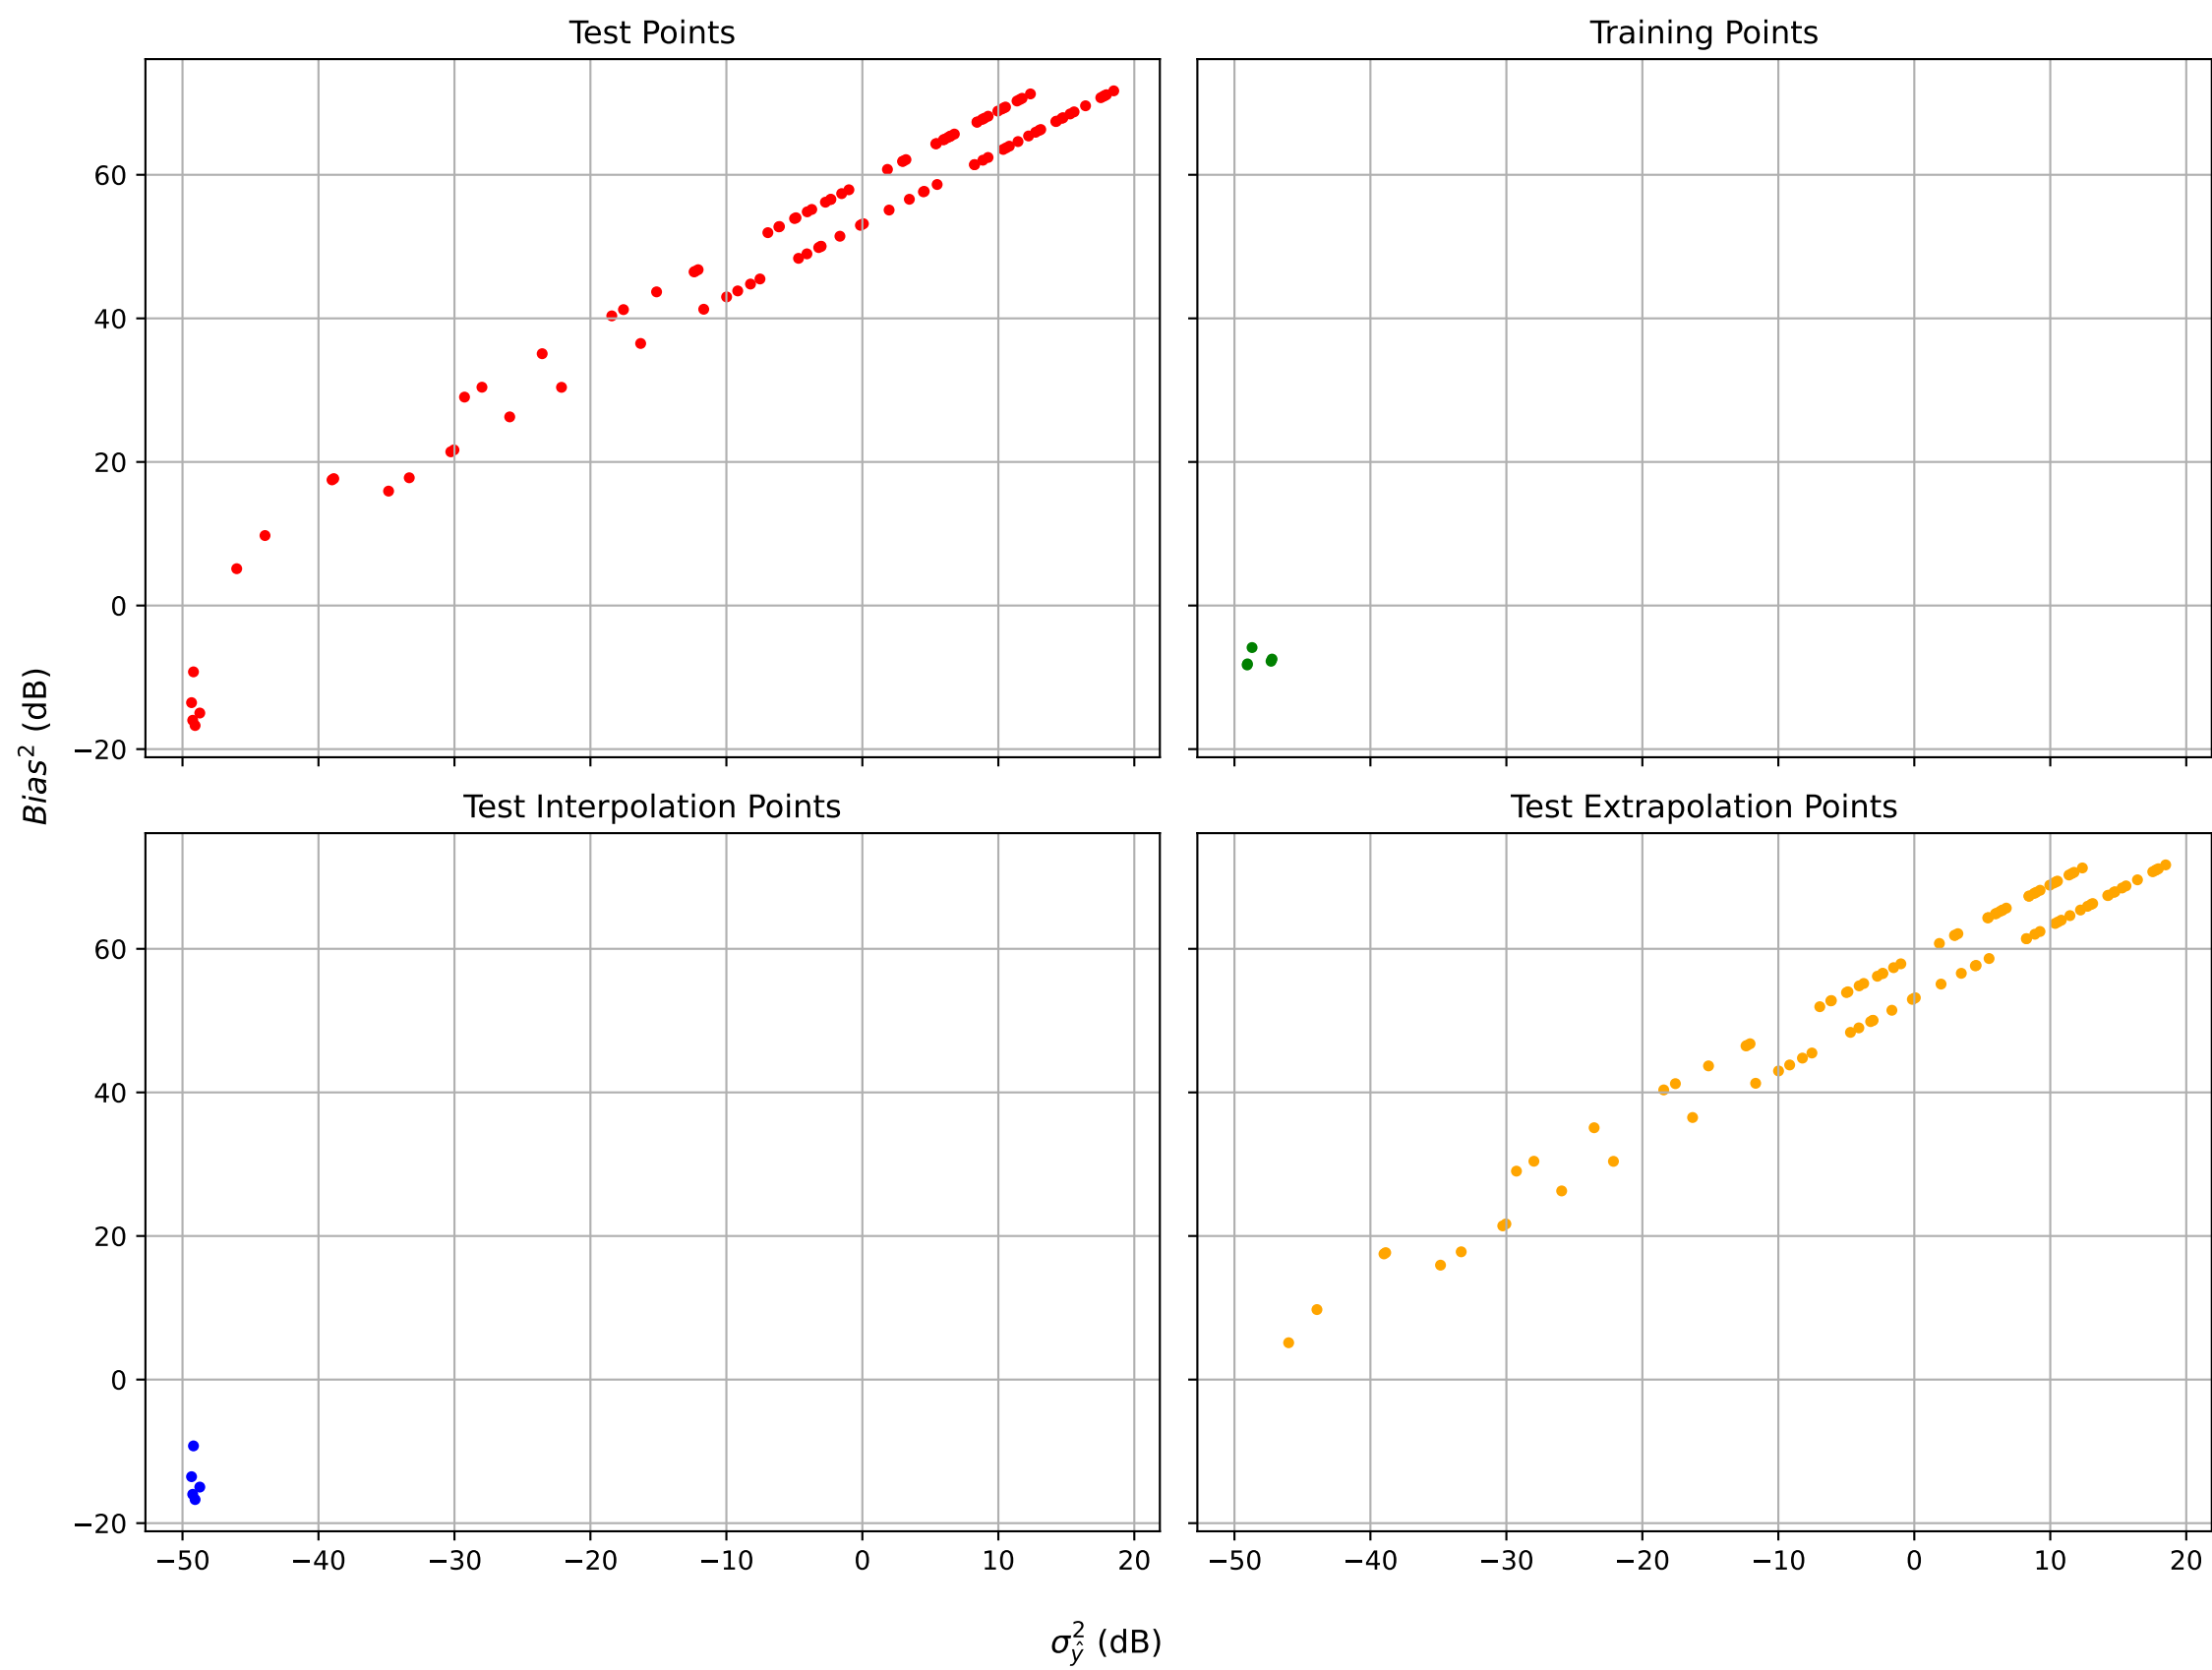 Test Points
Training Points
60
40
20
0
−20
Test Interpolation Points
Test Extrapolation Points
60
40
20
0
−20
−50 −40 −30 −20 −10 0 10 20
−50 −40 −30 −20 −10 0 10 20
Bias² (dB)
σ²_ŷ (dB)